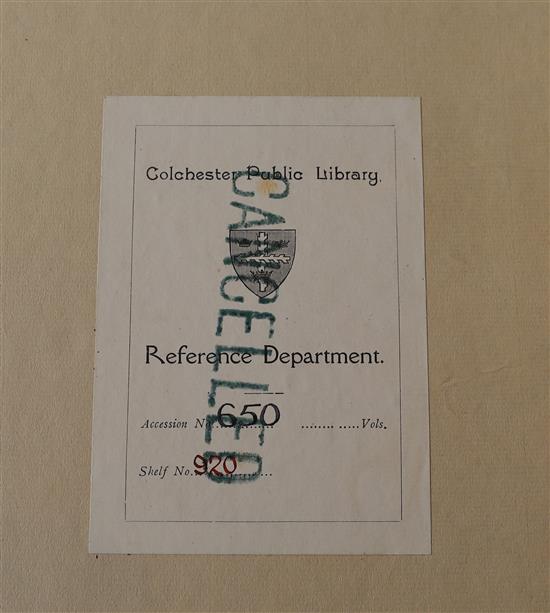 Colchester Public Library.
CANCELLED
Reference Department.
Accession No. 650 ........ .....Vols.
Shelf No. 920 ............